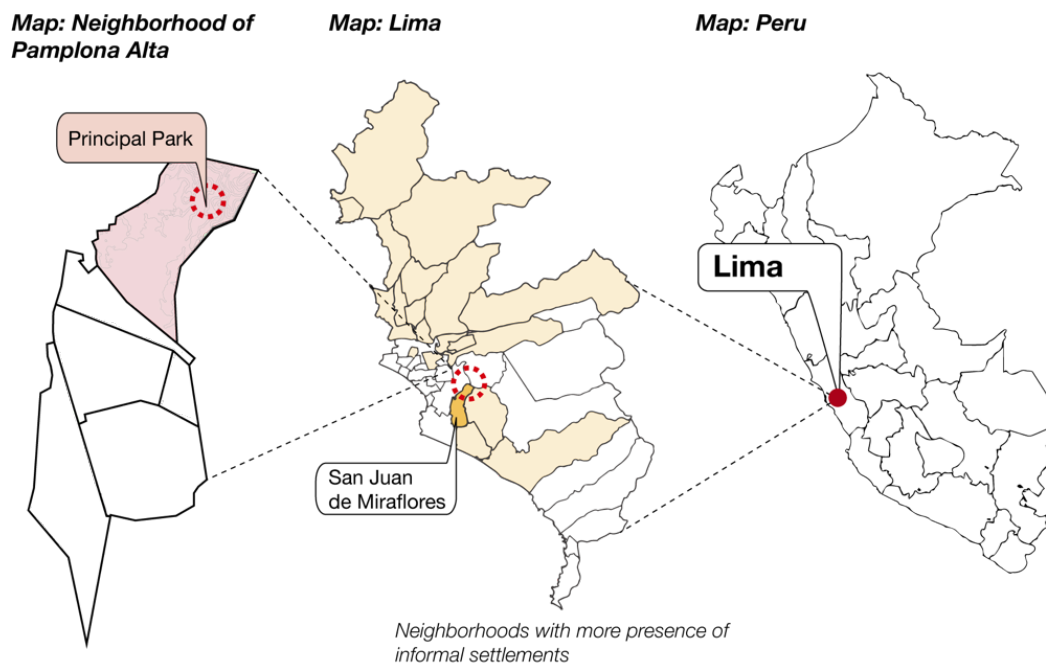 Map: Neighborhood of
Pamplona Alta
Map: Lima
Map: Peru
Principal Park
Lima
San Juan
de Miraflores
Neighborhoods with more presence of
informal settlements